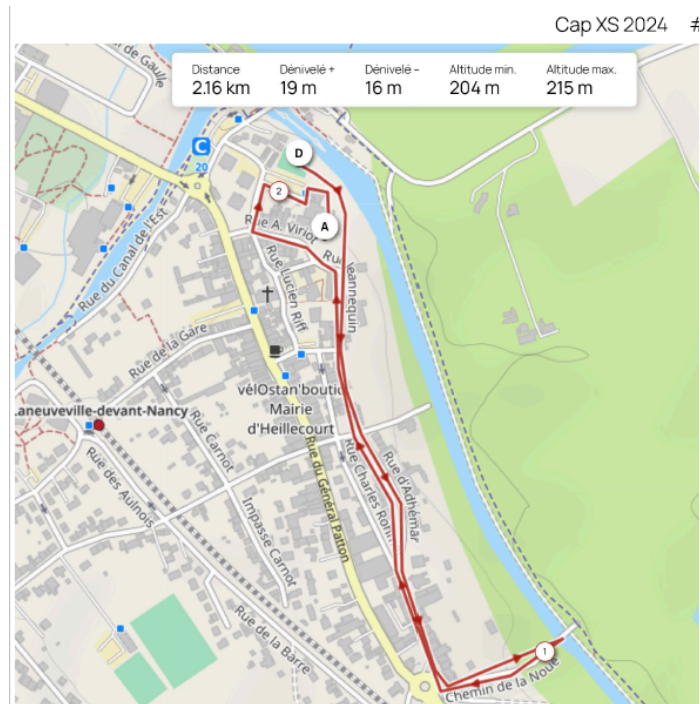 Cap XS 2024 #
Distance
2.16 km
Dénivelé +
19 m
Dénivelé –
16 m
Altitude min.
204 m
Altitude max.
215 m
de Gaulle
C
20
D
2
A
Rue A. Viriot
Rue
Jeannequin
Rue du Canal de l'Est
Rue Lucien Riff
Rue de la Gare
vélOstan'boutic
Mairie
d'Heillecourt
Laneuveville-devant-Nancy
Rue Carnot
Rue des Aulnois
Impasse Carnot
Rue du Général Patton
Rue Charles Rohr
Rue d'Adhémar
Rue de la Barre
1
Chemin de la Noue